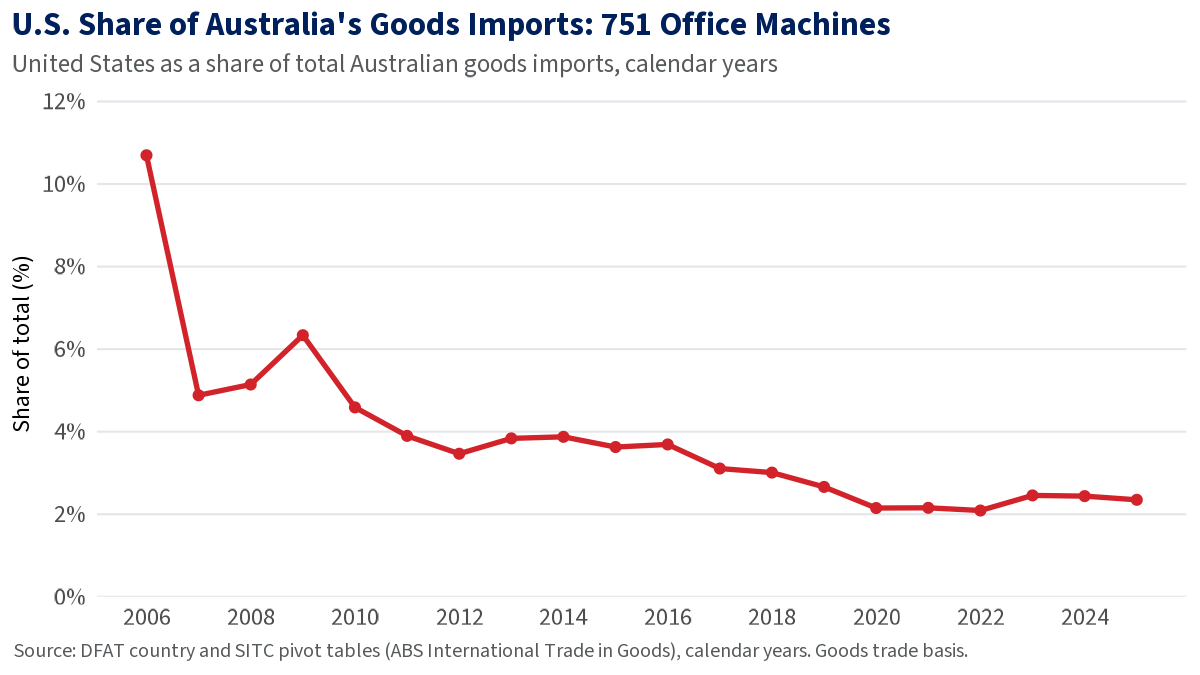 U.S. Share of Australia's Goods Imports: 751 Office Machines
United States as a share of total Australian goods imports, calendar years
Share of total (%)
12%
10%
8%
6%
4%
2%
0%
2006 2008 2010 2012 2014 2016 2018 2020 2022 2024
Source: DFAT country and SITC pivot tables (ABS International Trade in Goods), calendar years. Goods trade basis.